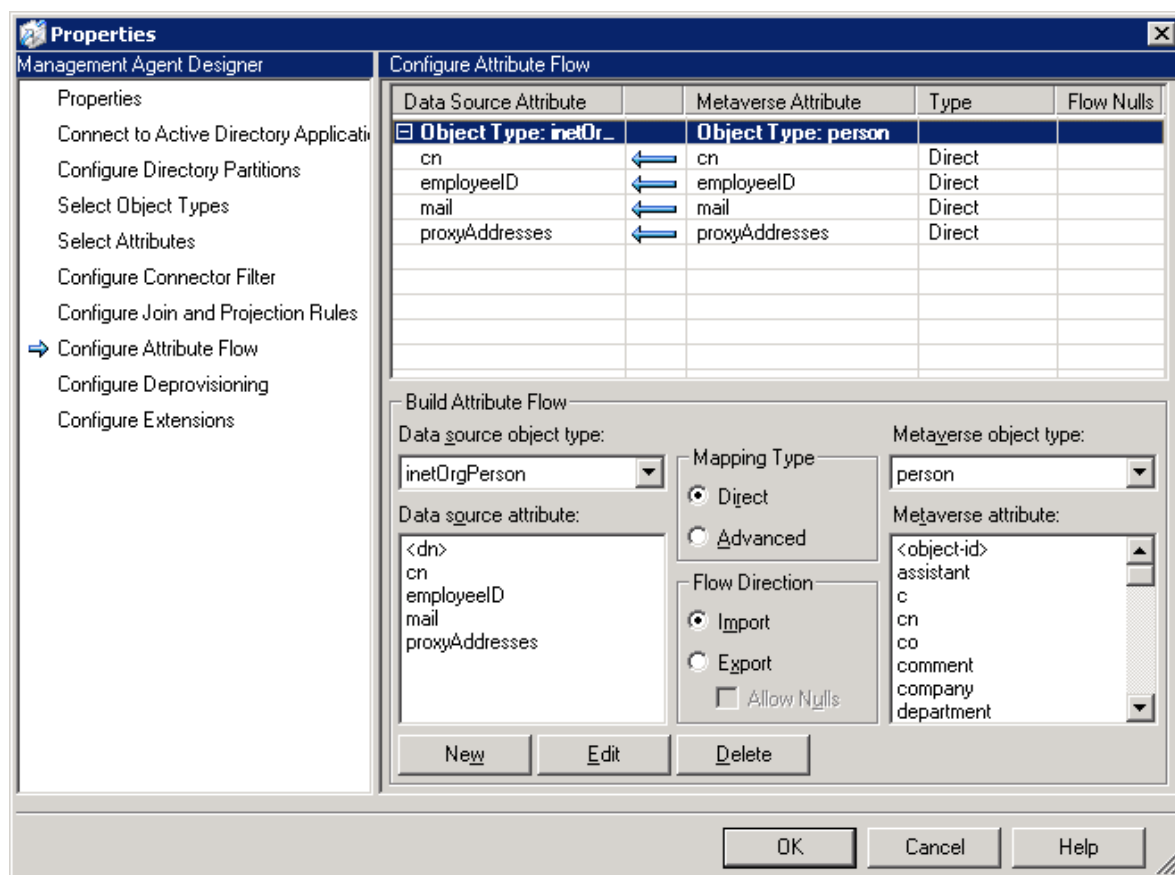 Properties
Management Agent Designer
Configure Attribute Flow
Properties
Connect to Active Directory Applicati
Configure Directory Partitions
Select Object Types
Select Attributes
Configure Connector Filter
Configure Join and Projection Rules
Configure Attribute Flow
Configure Deprovisioning
Configure Extensions
Data Source Attribute Metaverse Attribute Type Flow Nulls
Object Type: inetOr... Object Type: person
cn cn Direct
employeeID employeeID Direct
mail mail Direct
proxyAddresses proxyAddresses Direct
Build Attribute Flow
Data source object type:
inetOrgPerson
Data source attribute:
<dn>
cn
employeeID
mail
proxyAddresses
Mapping Type
Direct
Advanced
Flow Direction
Import
Export
Allow Nulls
Metaverse object type:
person
Metaverse attribute:
<object-id>
assistant
c
cn
co
comment
company
department
New Edit Delete
OK Cancel Help